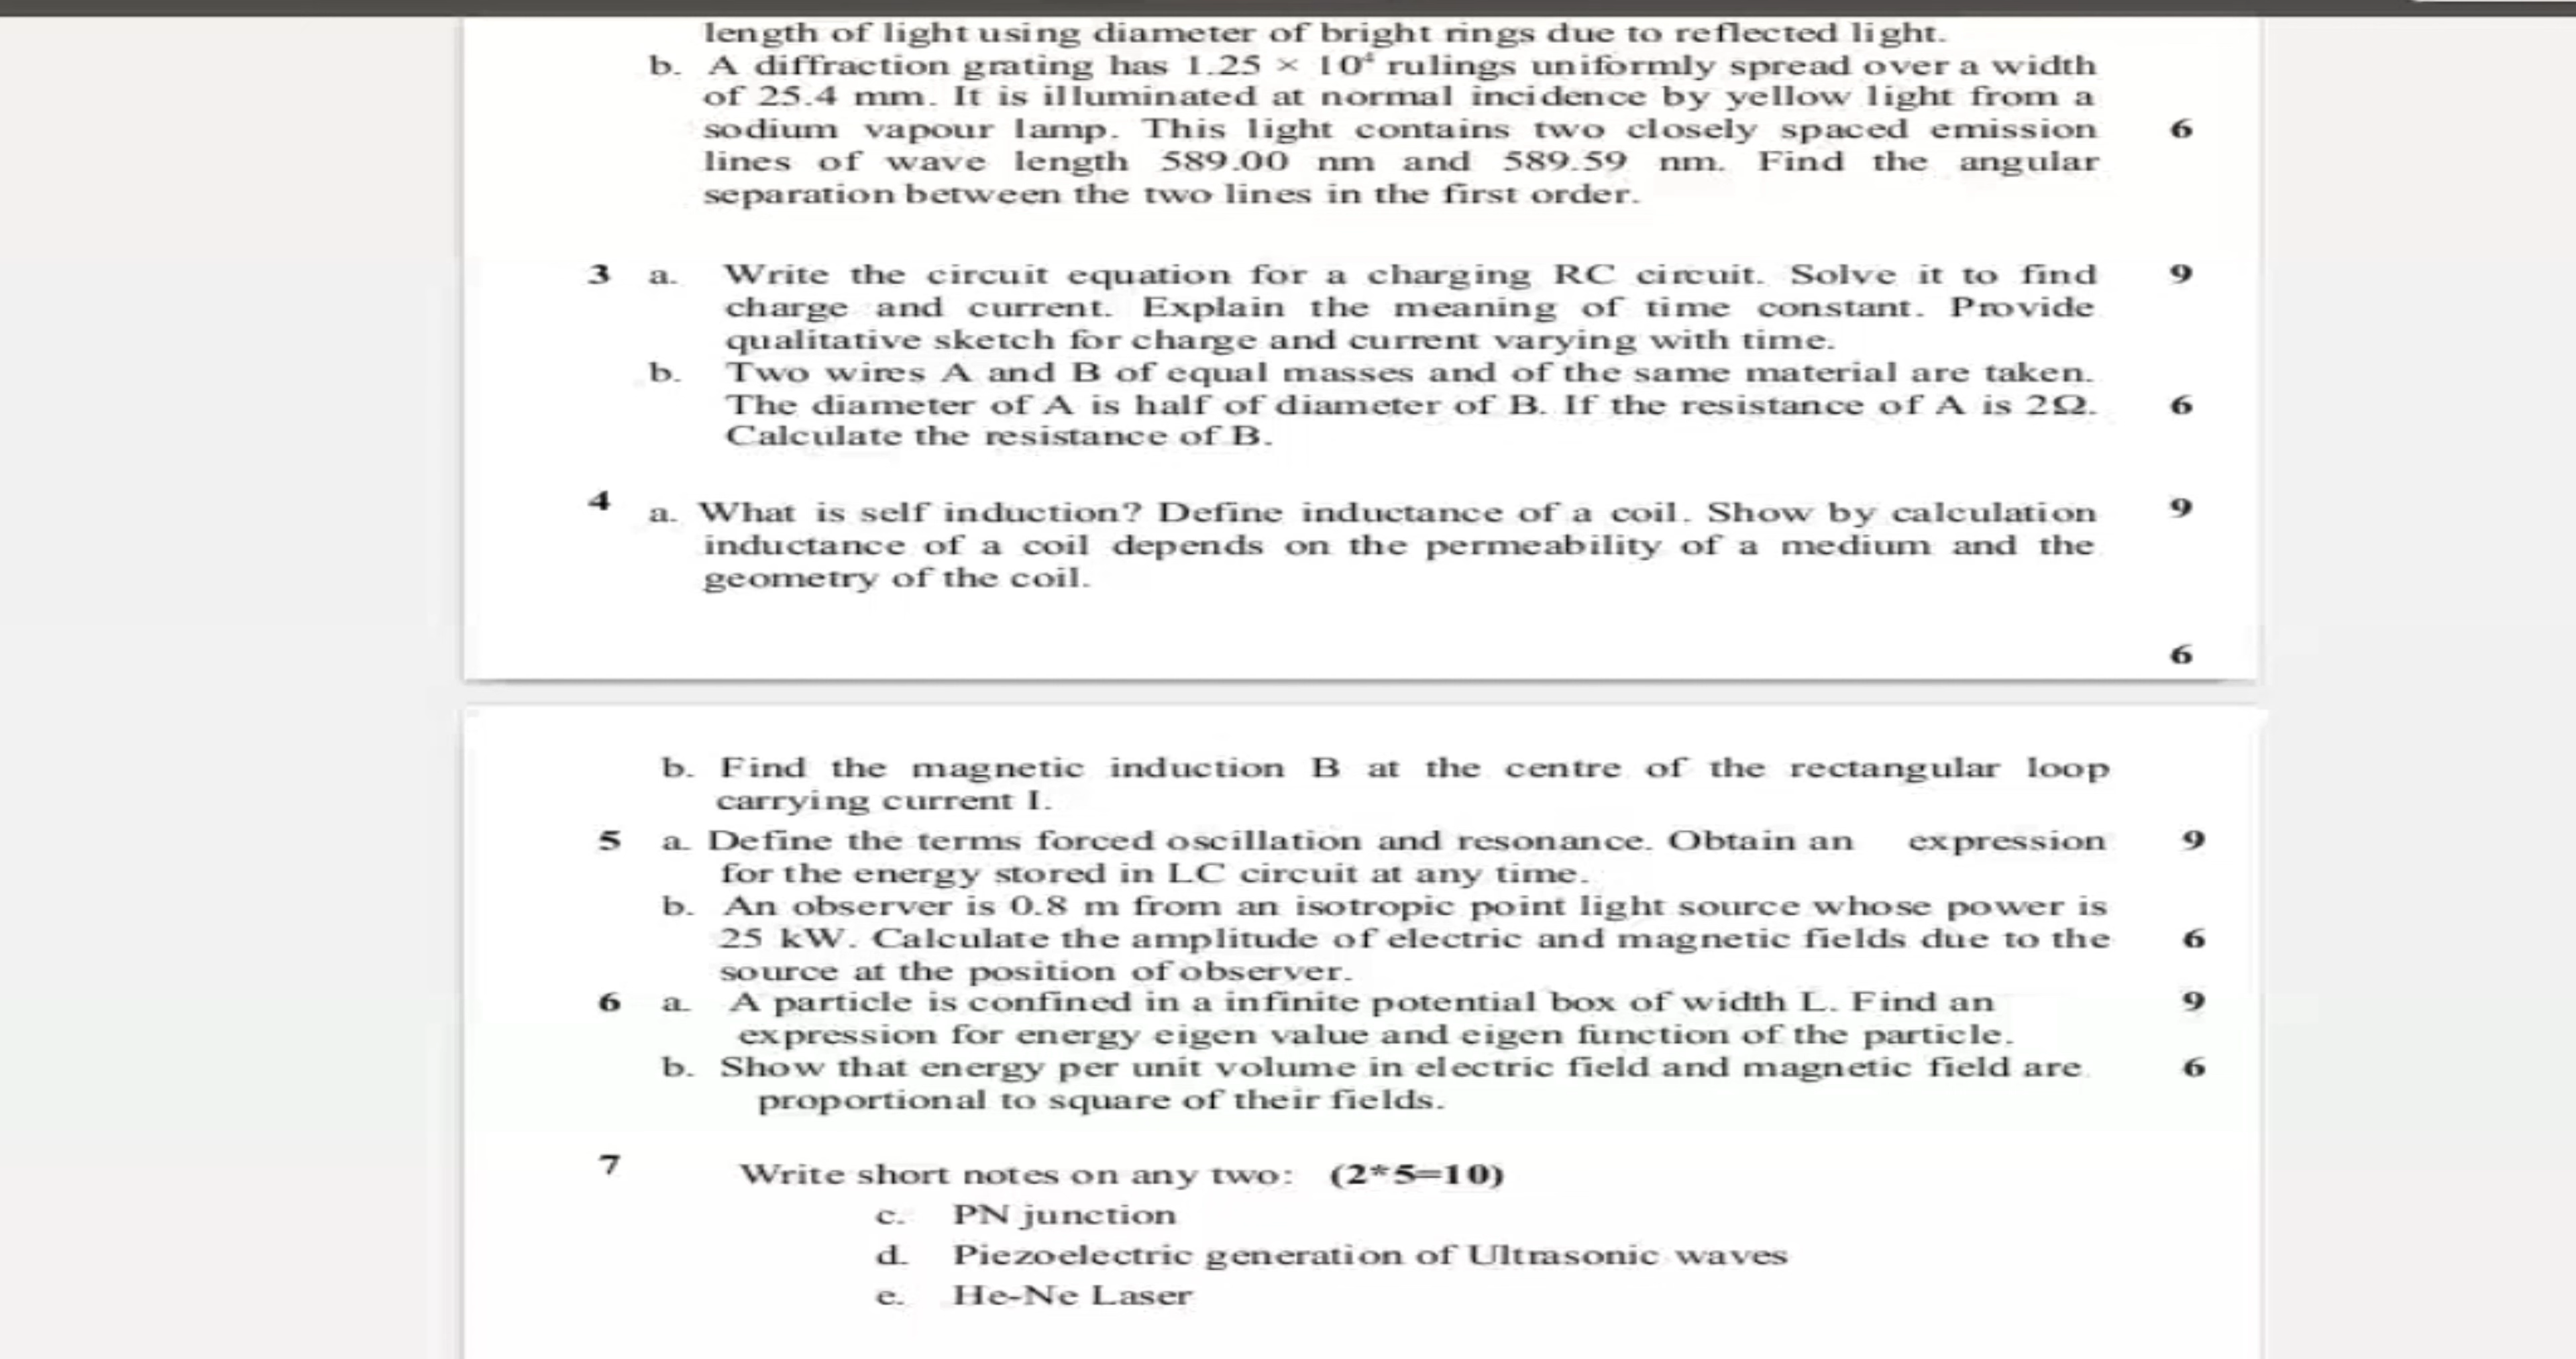 length of light using diameter of bright rings due to reflected light.
b. A diffraction grating has 1.25 × 10⁴ rulings uniformly spread over a width
of 25.4 mm. It is illuminated at normal incidence by yellow light from a
sodium vapour lamp. This light contains two closely spaced emission 6
lines of wave length 589.00 nm and 589.59 nm. Find the angular
separation between the two lines in the first order.
3 a. Write the circuit equation for a charging RC circuit. Solve it to find 9
charge and current. Explain the meaning of time constant. Provide
qualitative sketch for charge and current varying with time.
b. Two wires A and B of equal masses and of the same material are taken.
The diameter of A is half of diameter of B. If the resistance of A is 2Ω. 6
Calculate the resistance of B.
4 a. What is self induction? Define inductance of a coil. Show by calculation 9
inductance of a coil depends on the permeability of a medium and the
geometry of the coil.
6
b. Find the magnetic induction B at the centre of the rectangular loop
carrying current I.
5 a. Define the terms forced oscillation and resonance. Obtain an expression 9
for the energy stored in LC circuit at any time.
b. An observer is 0.8 m from an isotropic point light source whose power is
25 kW. Calculate the amplitude of electric and magnetic fields due to the 6
source at the position of observer.
6 a. A particle is confined in a infinite potential box of width L. Find an 9
expression for energy eigen value and eigen function of the particle.
b. Show that energy per unit volume in electric field and magnetic field are 6
proportional to square of their fields.
7 Write short notes on any two: (2*5=10)
c. PN junction
d. Piezoelectric generation of Ultrasonic waves
e. He-Ne Laser